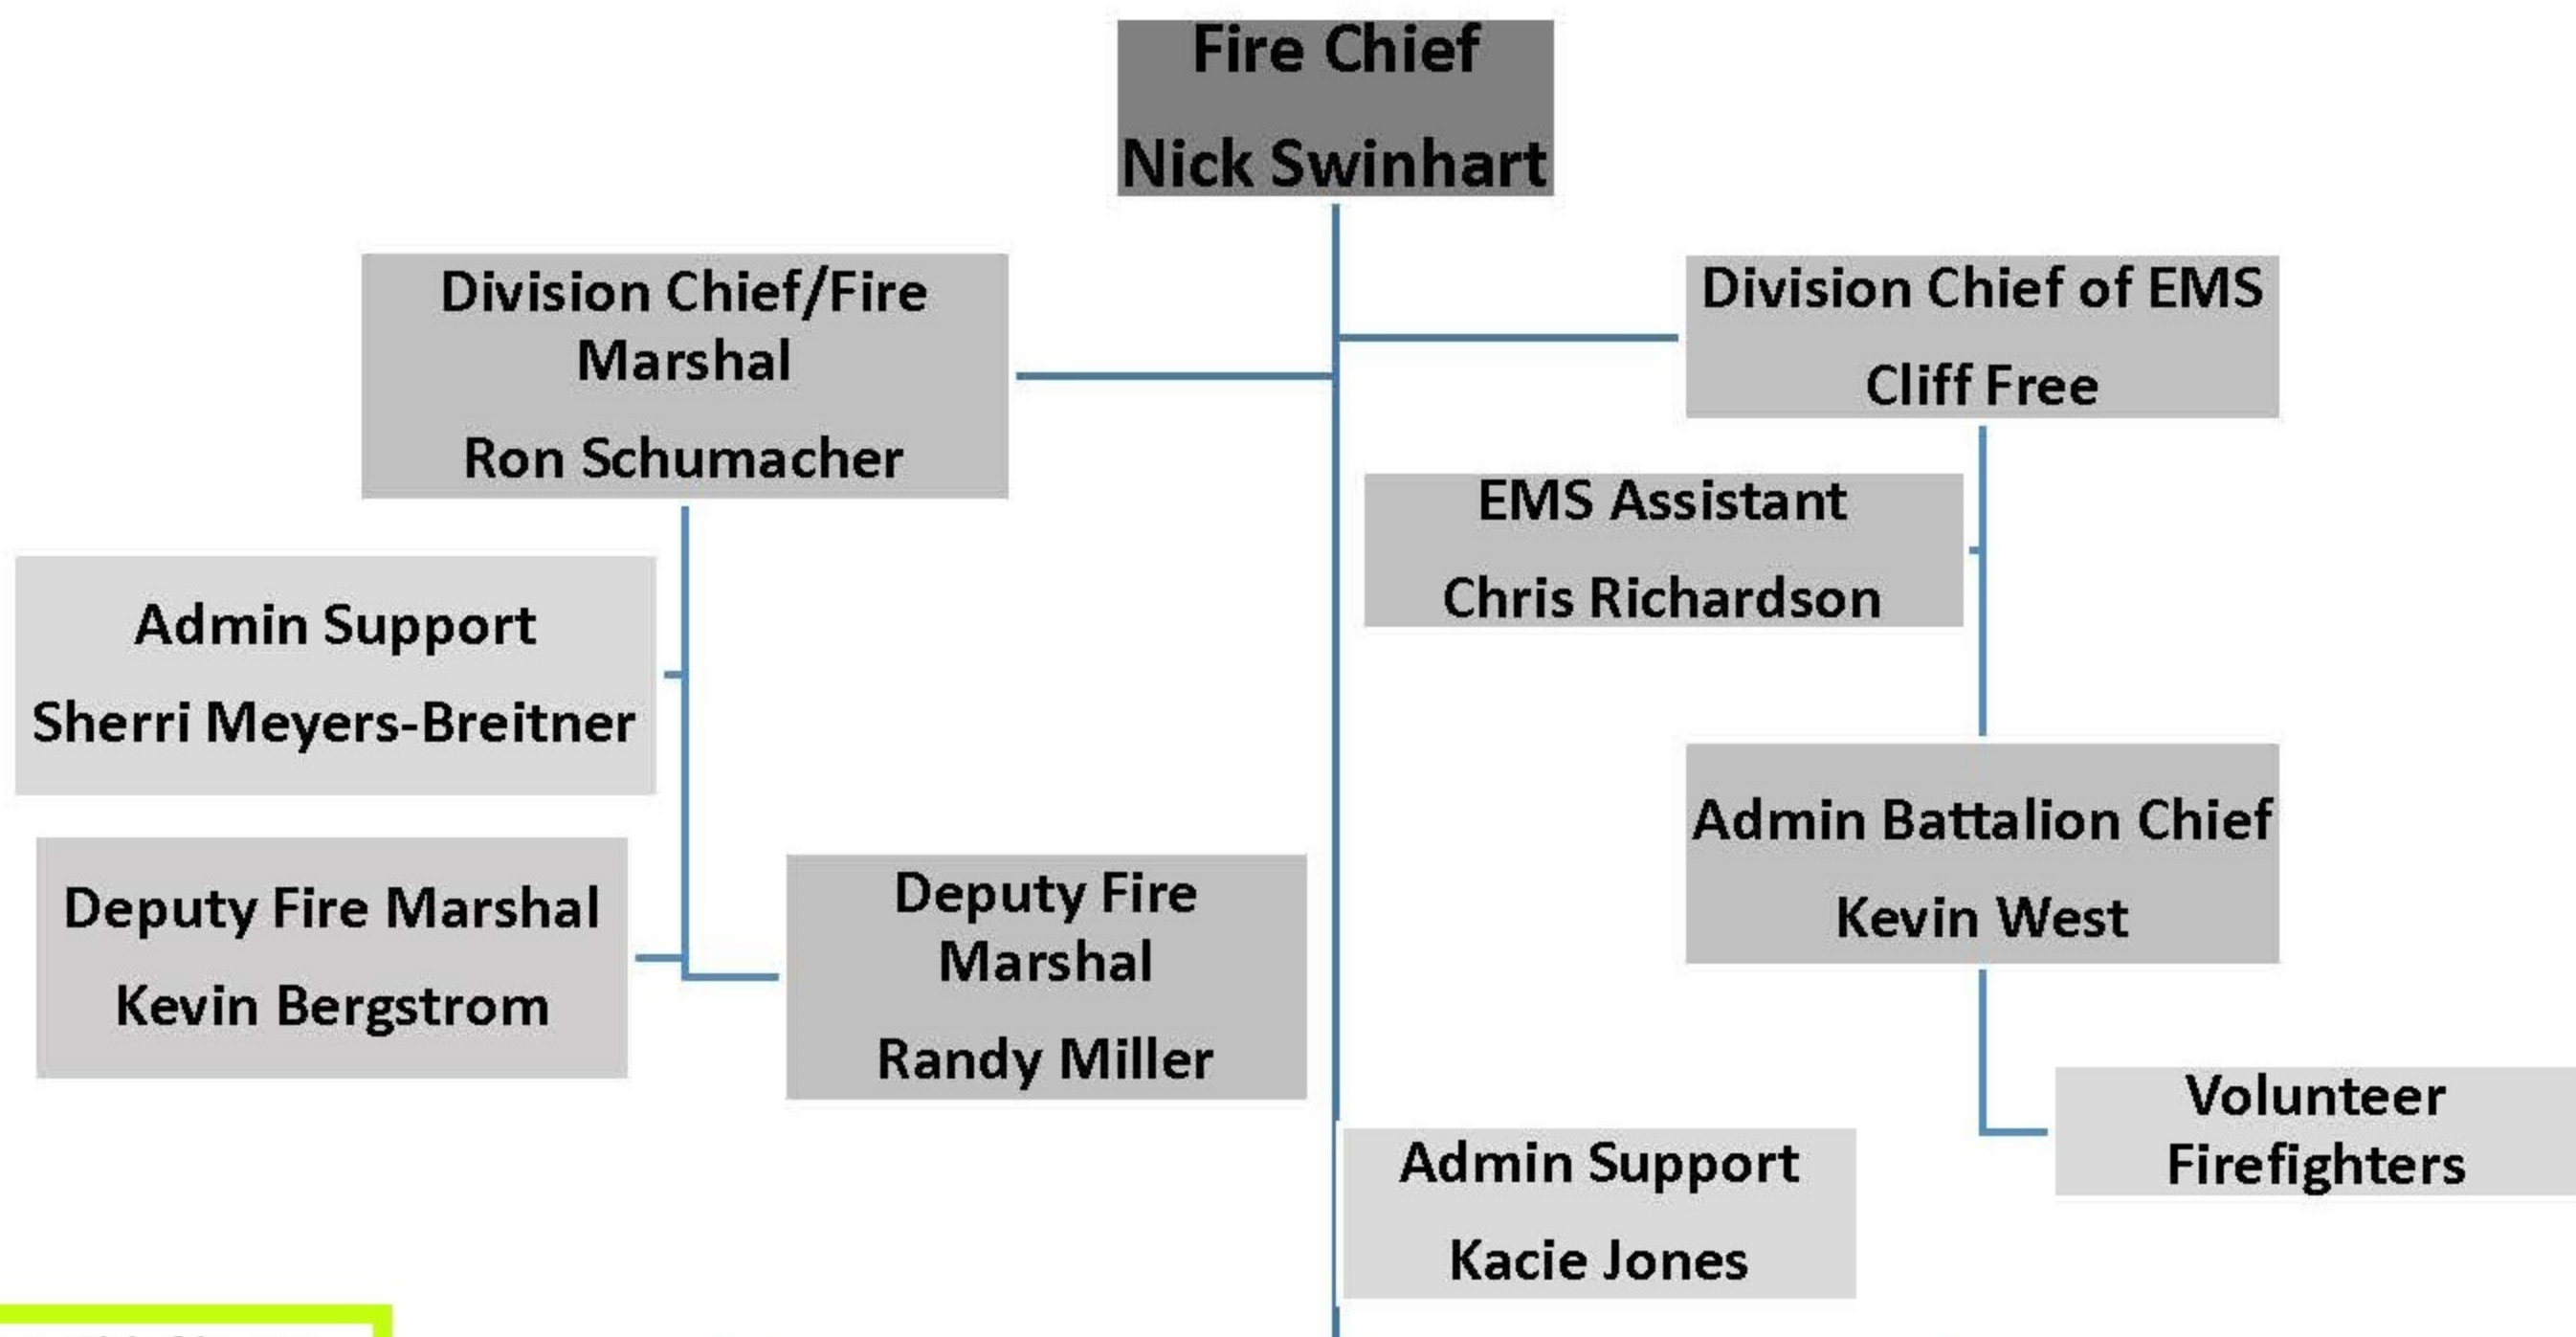 Fire Chief
Nick Swinhart
Division Chief/Fire
Marshal
Ron Schumacher
Division Chief of EMS
Cliff Free
EMS Assistant
Chris Richardson
Admin Support
Sherri Meyers-Breitner
Deputy Fire Marshal
Kevin Bergstrom
Deputy Fire
Marshal
Randy Miller
Admin Battalion Chief
Kevin West
Volunteer
Firefighters
Admin Support
Kacie Jones